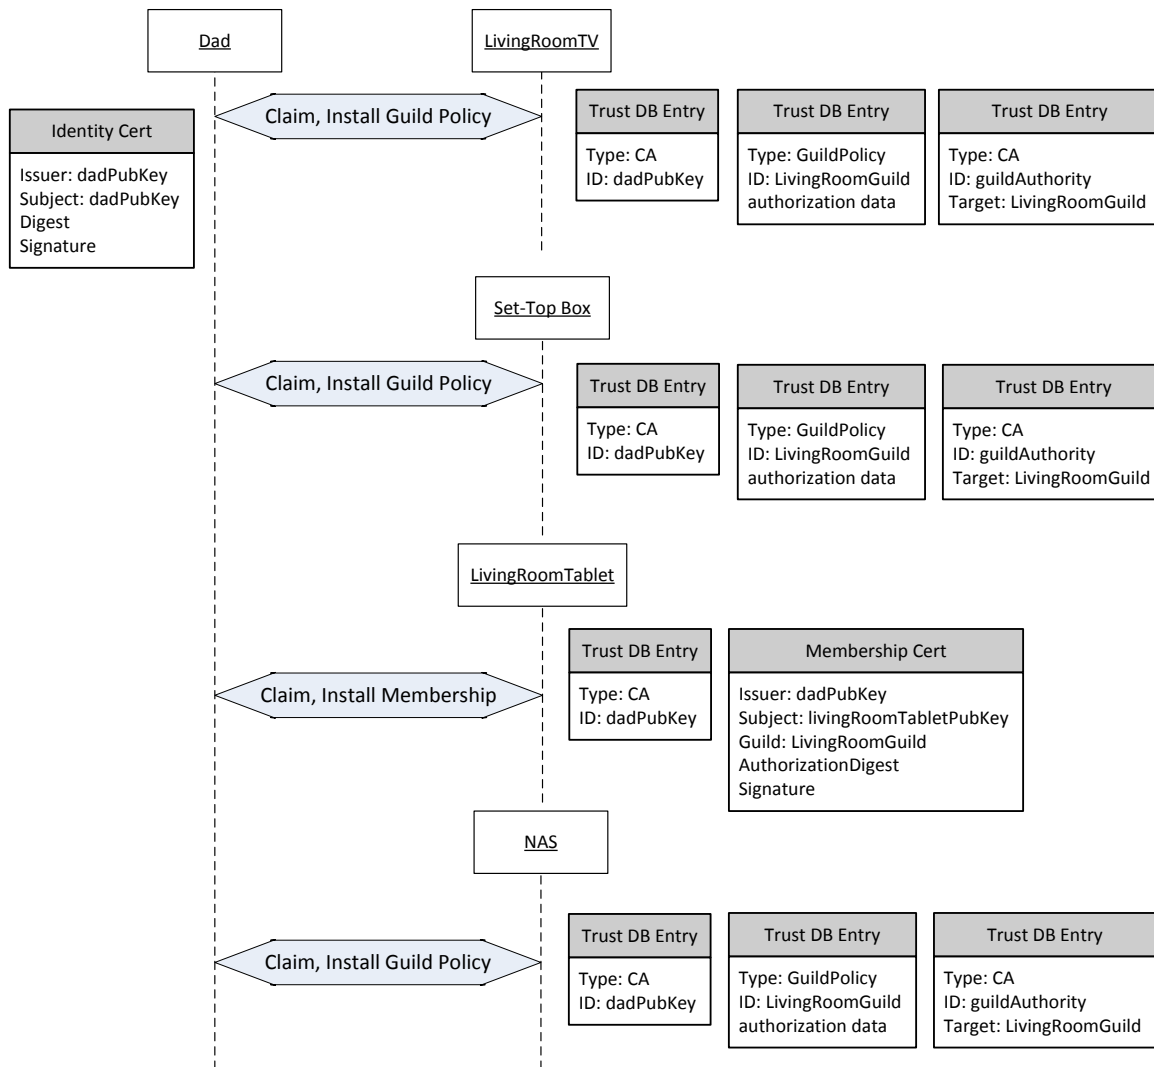 Dad
LivingRoomTV
Claim, Install Guild Policy
Identity Cert
Issuer: dadPubKey
Subject: dadPubKey
Digest
Signature
Trust DB Entry
Type: CA
ID: dadPubKey
Trust DB Entry
Type: GuildPolicy
ID: LivingRoomGuild
authorization data
Trust DB Entry
Type: CA
ID: guildAuthority
Target: LivingRoomGuild
Set-Top Box
Claim, Install Guild Policy
Trust DB Entry
Type: CA
ID: dadPubKey
Trust DB Entry
Type: GuildPolicy
ID: LivingRoomGuild
authorization data
Trust DB Entry
Type: CA
ID: guildAuthority
Target: LivingRoomGuild
LivingRoomTablet
Claim, Install Membership
Trust DB Entry
Type: CA
ID: dadPubKey
Membership Cert
Issuer: dadPubKey
Subject: livingRoomTabletPubKey
Guild: LivingRoomGuild
AuthorizationDigest
Signature
NAS
Claim, Install Guild Policy
Trust DB Entry
Type: CA
ID: dadPubKey
Trust DB Entry
Type: GuildPolicy
ID: LivingRoomGuild
authorization data
Trust DB Entry
Type: CA
ID: guildAuthority
Target: LivingRoomGuild